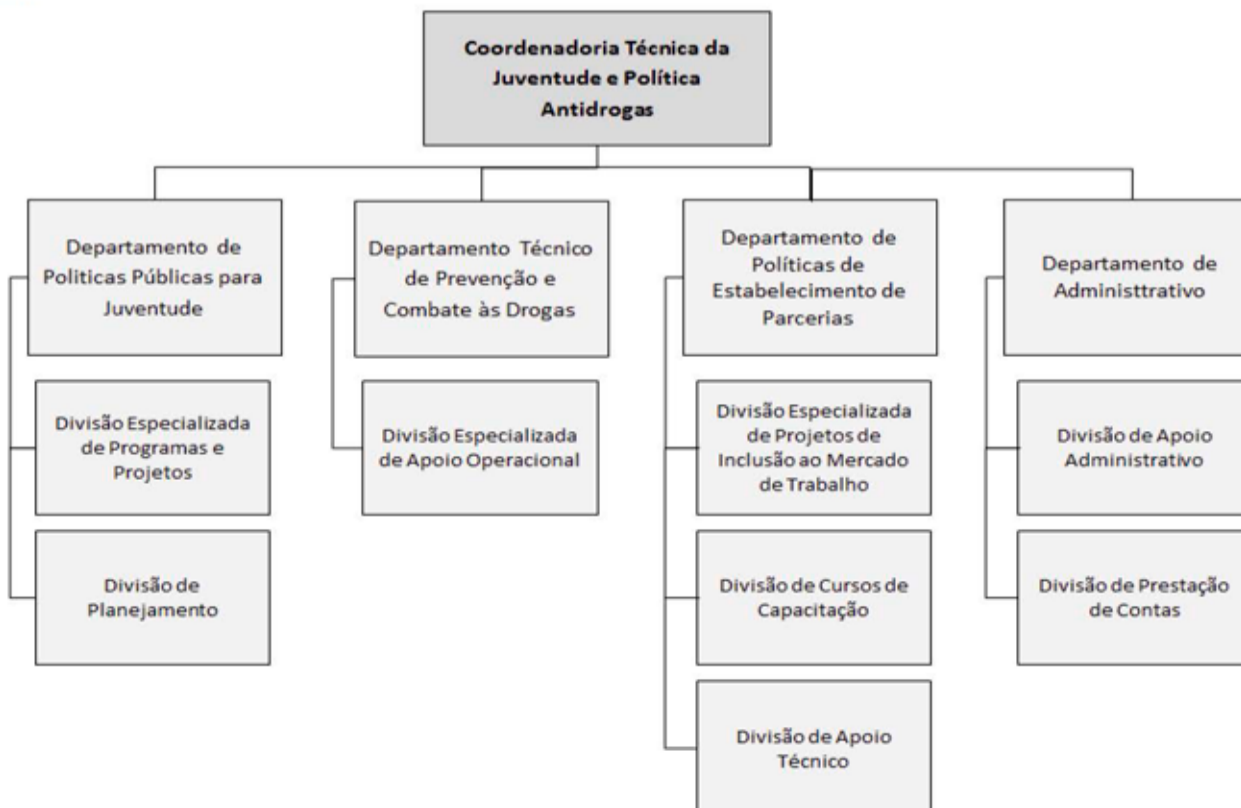 Coordenadoria Técnica da
Juventude e Política
Antidrogas
Departamento de
Politicas Públicas para
Juventude
Departamento Técnico
de Prevenção e
Combate às Drogas
Departamento de
Políticas de
Estabelecimento de
Parcerias
Departamento de
Administtrativo
Divisão Especializada
de Programas e
Projetos
Divisão Especializada
de Apoio Operacional
Divisão Especializada
de Projetos de
Inclusão ao Mercado
de Trabalho
Divisão de Apoio
Administrativo
Divisão de
Planejamento
Divisão de Cursos de
Capacitação
Divisão de Prestação
de Contas
Divisão de Apoio
Técnico